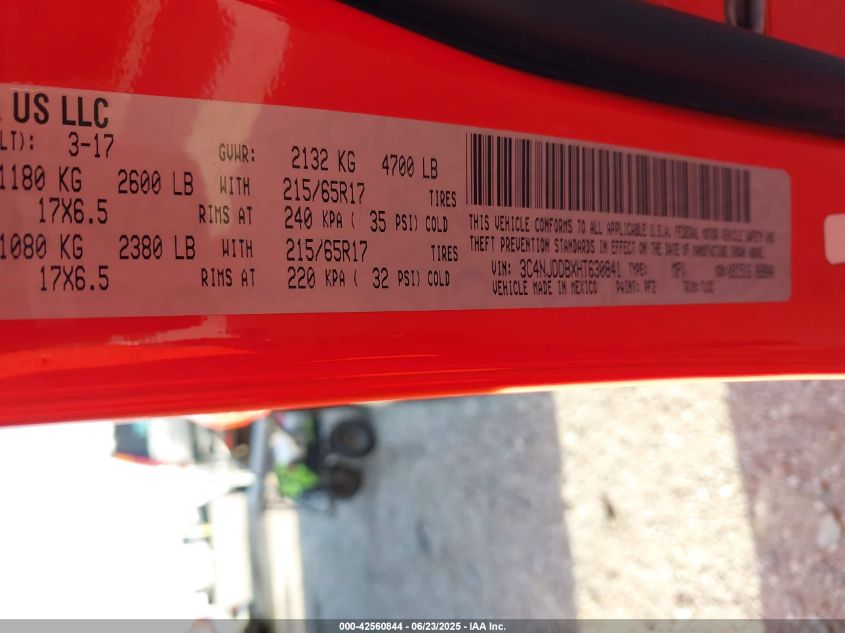 US LLC
LT): 3-17
GVWR: 2132 KG 4700 LB
1180 KG 2600 LB WITH 215/65R17 TIRES
17X6.5 RIMS AT 240 KPA ( 35 PSI) COLD
1080 KG 2380 LB WITH 215/65R17 TIRES
17X6.5 RIMS AT 220 KPA ( 32 PSI) COLD
THIS VEHICLE CONFORMS TO ALL APPLICABLE U.S.A. FEDERAL MOTOR VEHICLE SAFETY AND
THEFT PREVENTION STANDARDS IN EFFECT ON THE DATE OF MANUFACTURE SHOWN ABOVE.
VIN: 3C4NJDDBXHT630841 TYPE: MPV
VEHICLE MADE IN MEXICO PAINT: PF2 TRIM:
000-42560844 - 06/23/2025 - IAA Inc.